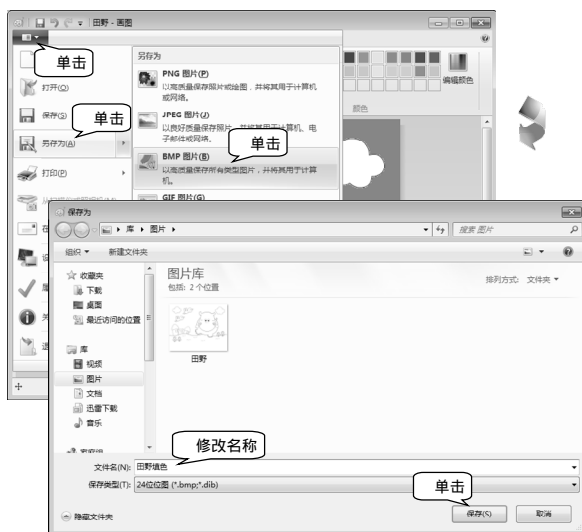 田野 - 画图
单击
打开(O)
保存(S)
单击
另存为(A)
打印(P)
另存为
PNG 图片(P)
以高质量保存照片或绘图，并将其用于计算机
或网络。
JPEG 图片(J)
以良好质量保存照片，并将其用于计算机、电
子邮件或网络。
单击
BMP 图片(B)
以高质量保存所有类型图片，并将其用于计算
机。
GIF 图片(G)
编辑颜色
颜色
保存为
库 ▸ 图片 ▸
搜索 图片
组织 ▼ 新建文件夹
收藏夹
下载
桌面
最近访问的位置
库
视频
图片
文档
迅雷下载
音乐
图片库
包括: 2 个位置
排列方式: 文件夹 ▼
田野
修改名称
文件名(N): 田野填色
保存类型(T): 24位位图 (*.bmp;*.dib)
单击
隐藏文件夹
保存(S)
取消